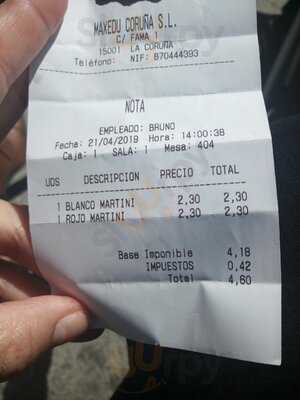 MAXEDU CORUÑA S.L.
C/ FAMA 1
15001 LA CORUÑA
Teléfono: NIF: B70444393
NOTA
EMPLEADO: BRUNO
Fecha: 21/04/2019 Hora: 14:00:38
Caja: 1 SALA: 1 Mesa: 404
UDS DESCRIPCION PRECIO TOTAL
1 BLANCO MARTINI 2,30 2,30
1 ROJO MARTINI 2,30 2,30
Base Imponible 4,18
IMPUESTOS 0,42
Total 4,60